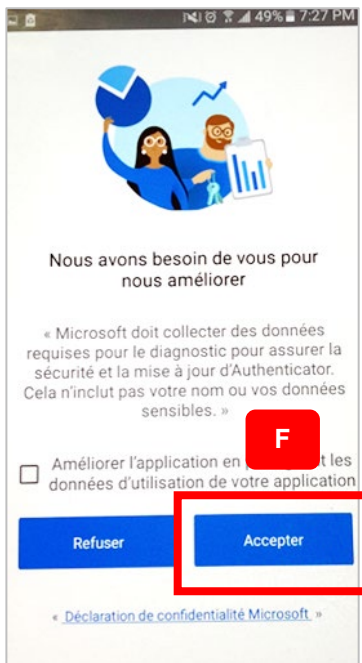 49% 7:27 PM
Nous avons besoin de vous pour
nous améliorer
« Microsoft doit collecter des données
requises pour le diagnostic pour assurer la
sécurité et la mise à jour d'Authenticator.
Cela n'inclut pas votre nom ou vos données
sensibles. »
F
Améliorer l'application en les
données d'utilisation de votre application
Refuser
Accepter
« Déclaration de confidentialité Microsoft »